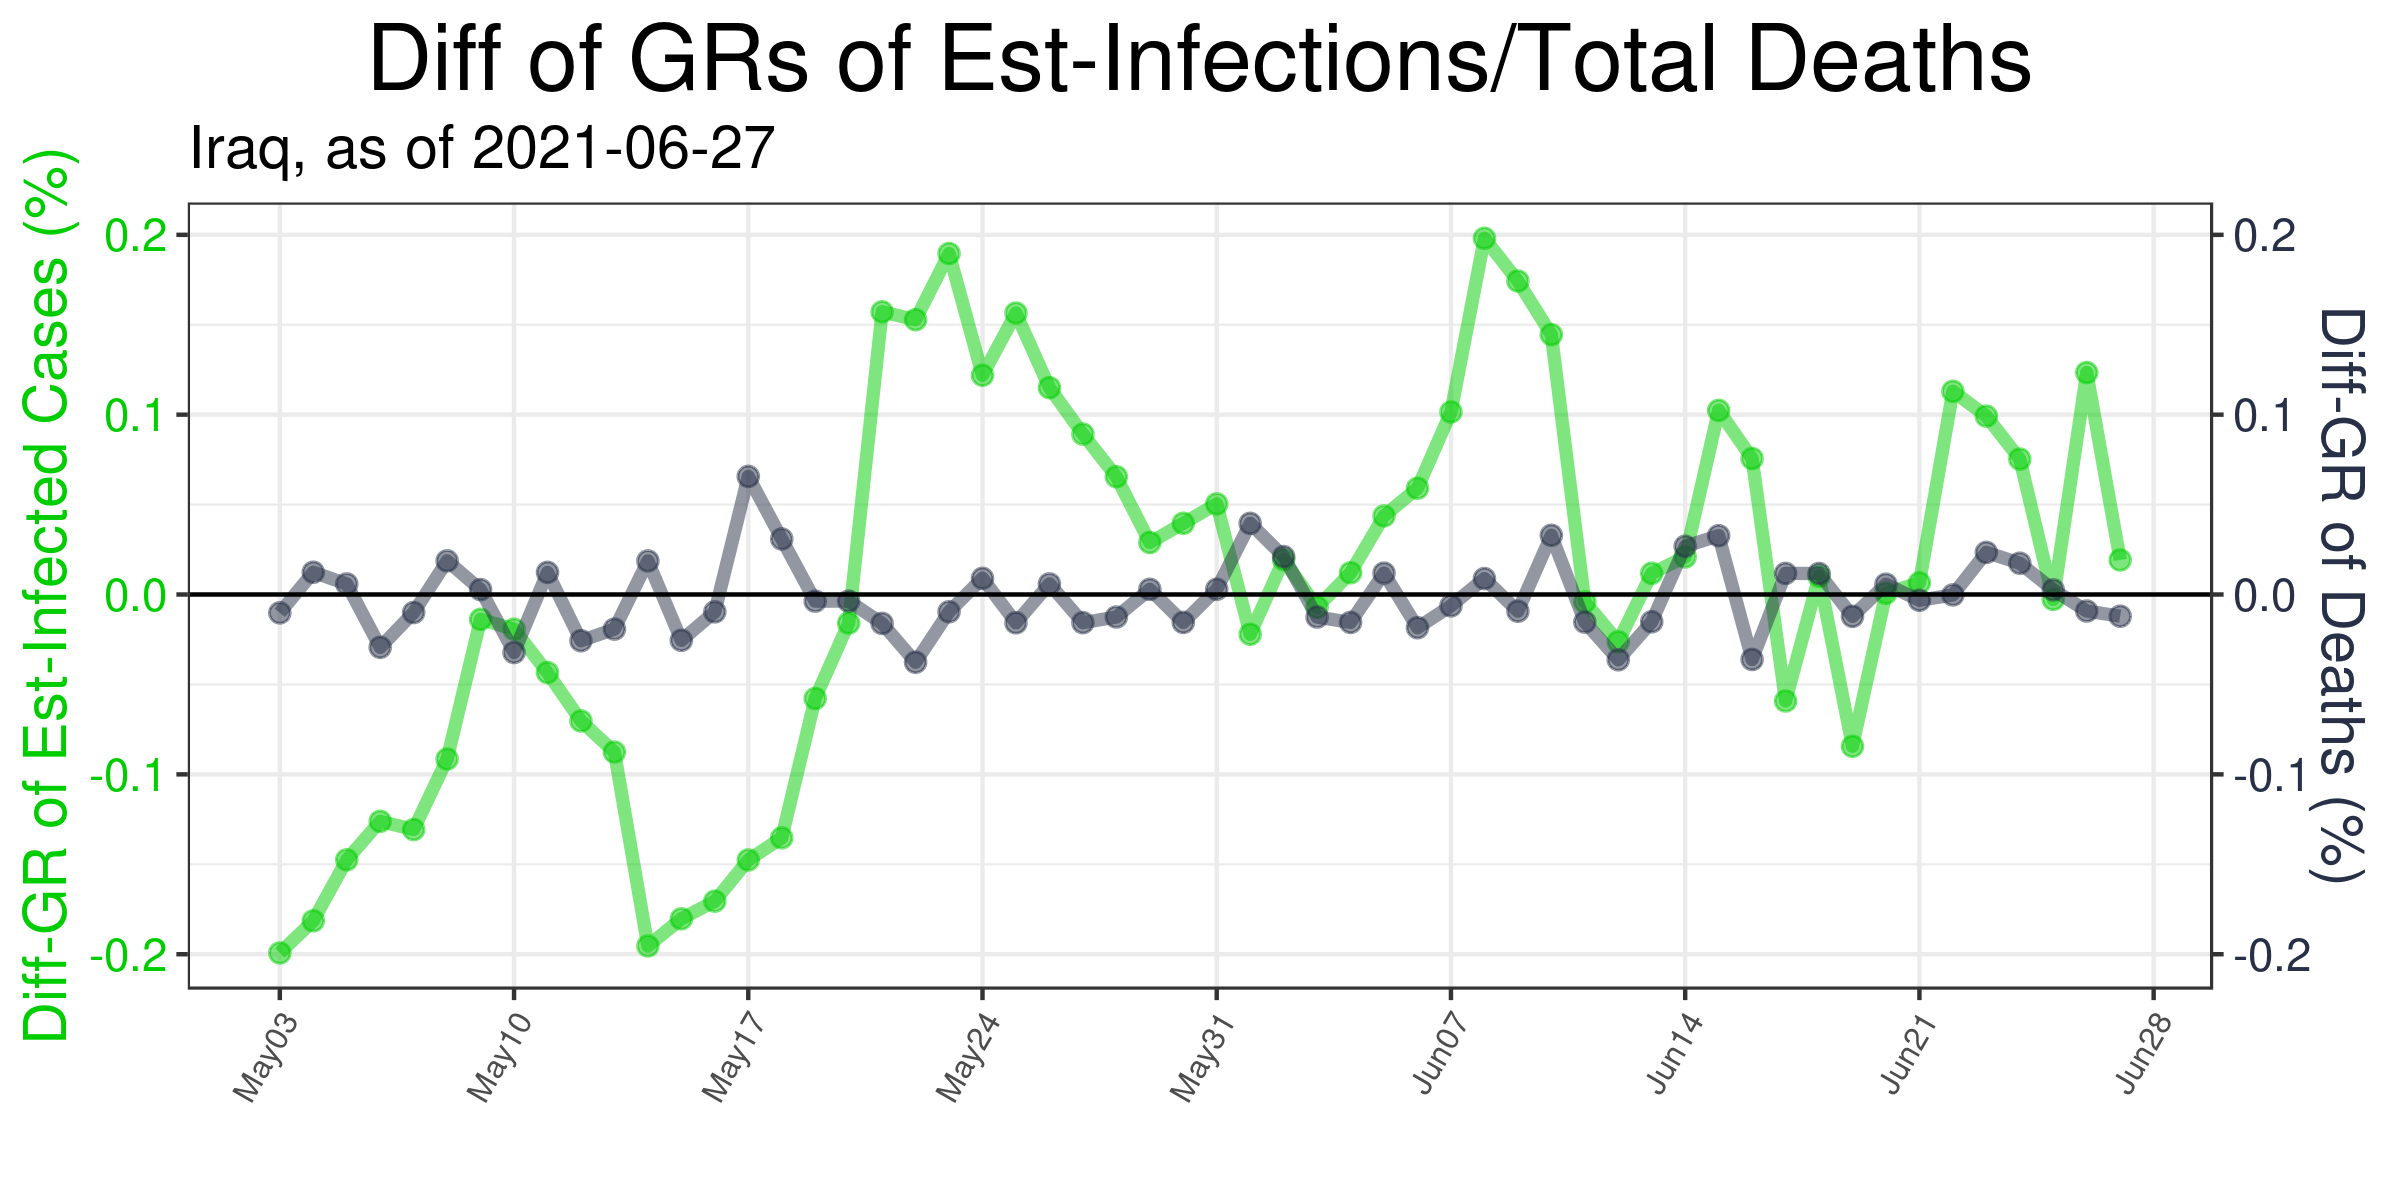 Diff of GRs of Est-Infections/Total Deaths
Iraq, as of 2021-06-27
Diff-GR of Est-Infected Cases (%)
0.2
0.1
0.0
-0.1
-0.2
0.2
0.1
0.0
-0.1
-0.2
Diff-GR of Deaths (%)
May03
May10
May17
May24
May31
Jun07
Jun14
Jun21
Jun28